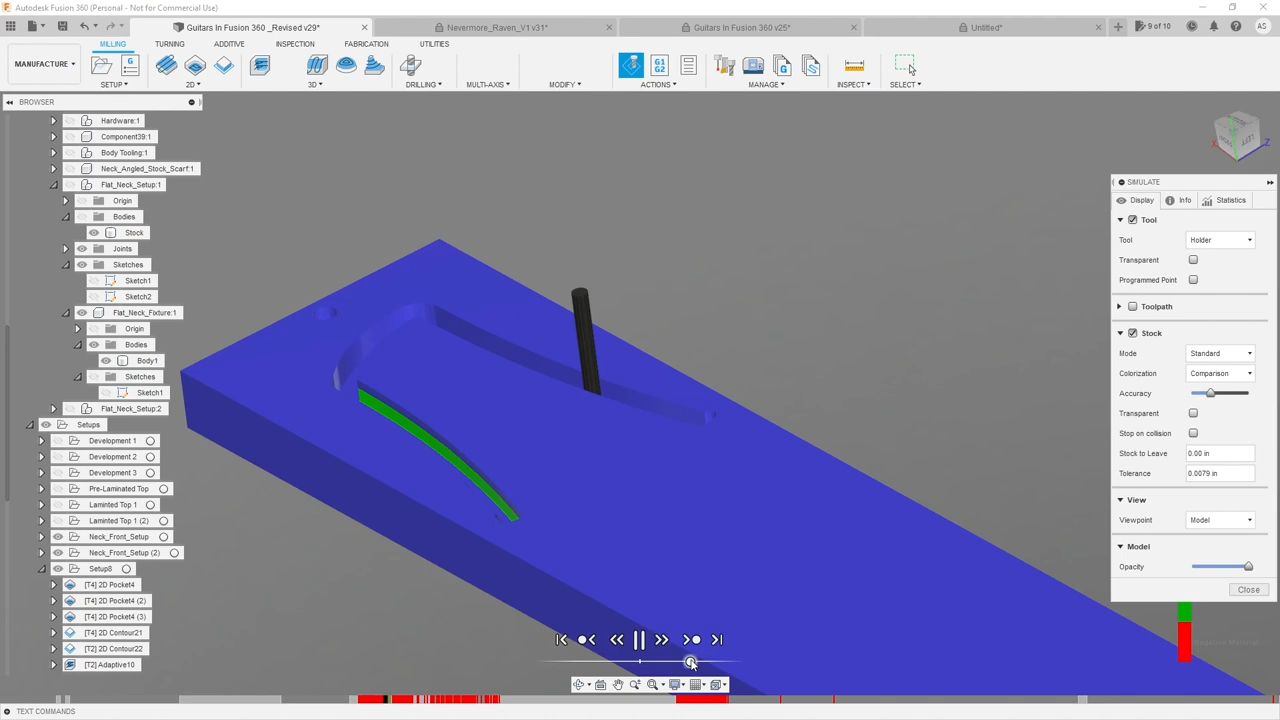 Autodesk Fusion 360 (Personal - Not for Commercial Use)
Guitars In Fusion 360 _Revised v29*
Nevermore_Raven_V1 v31*
Guitars In Fusion 360 v25*
Untitled*
9 of 10
AS
MILLING
TURNING
ADDITIVE
INSPECTION
FABRICATION
UTILITIES
MANUFACTURE
G1
G2
G
SETUP
2D
3D
DRILLING
MULTI-AXIS
MODIFY
ACTIONS
MANAGE
INSPECT
SELECT
BROWSER
Hardware:1
Component39:1
Body Tooling:1
Neck_Angled_Stock_Scarf:1
Flat_Neck_Setup:1
Origin
Bodies
Stock
Joints
Sketches
Sketch1
Sketch2
Flat_Neck_Fixture:1
Origin
Bodies
Body1
Sketches
Sketch1
Flat_Neck_Setup:2
Setups
Development 1
Development 2
Development 3
Pre-Laminated Top
Laminted Top 1
Laminted Top 1 (2)
Neck_Front_Setup
Neck_Front_Setup (2)
Setup8
[T4] 2D Pocket4
[T4] 2D Pocket4 (2)
[T4] 2D Pocket4 (3)
[T4] 2D Contour21
[T2] 2D Contour22
[T2] Adaptive10
X
Z
LEFT
SIMULATE
Display
Info
Statistics
Tool
Tool
Holder
Transparent
Programmed Point
Toolpath
Stock
Mode
Standard
Colorization
Comparison
Accuracy
Transparent
Stop on collision
Stock to Leave
0.00 in
Tolerance
0.0079 in
View
Viewpoint
Model
Model
Opacity
Close
TEXT COMMANDS